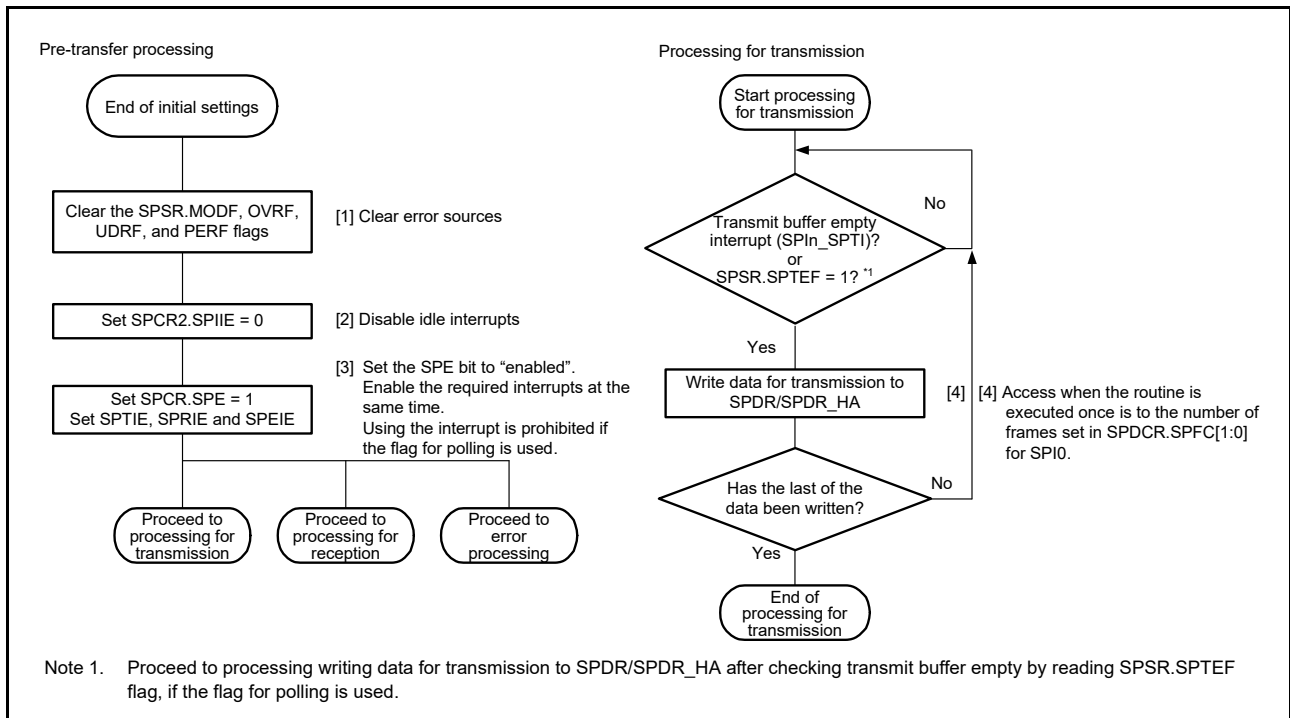 Pre-transfer processing
End of initial settings
Clear the SPSR.MODF, OVRF,
UDRF, and PERF flags
[1] Clear error sources
Set SPCR2.SPIIE = 0
[2] Disable idle interrupts
Set SPCR.SPE = 1
Set SPTIE, SPRIE and SPEIE
[3] Set the SPE bit to “enabled”.
Enable the required interrupts at the
same time.
Using the interrupt is prohibited if
the flag for polling is used.
Proceed to
processing for
transmission
Proceed to
processing for
reception
Proceed to
error
processing
Processing for transmission
Start processing
for transmission
Transmit buffer empty
interrupt (SPIn_SPTI)?
or
SPSR.SPTEF = 1? *1
No
Yes
Write data for transmission to
SPDR/SPDR_HA
[4]
[4] Access when the routine is
executed once is to the number of
frames set in SPDCR.SPFC[1:0]
for SPI0.
Has the last of the
data been written?
No
Yes
End of
processing for
transmission
Note 1. Proceed to processing writing data for transmission to SPDR/SPDR_HA after checking transmit buffer empty by reading SPSR.SPTEF
flag, if the flag for polling is used.